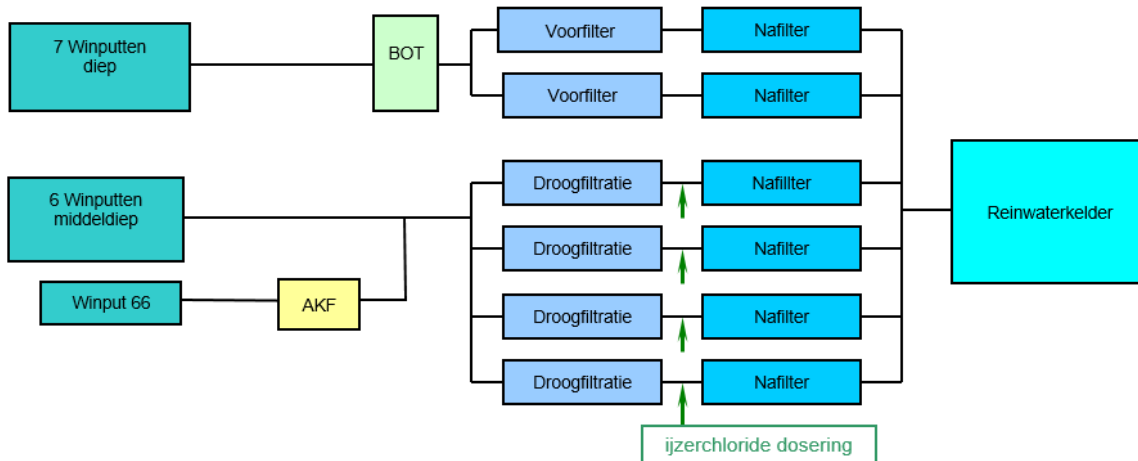 7 Winputten
diep
BOT
Voorfilter
Nafilter
Voorfilter
Nafilter
6 Winputten
middeldiep
Winput 66
AKF
Droogfiltratie
Nafillter
Droogfiltratie
Nafilter
Droogfiltratie
Nafilter
Droogfiltratie
Nafilter
Reinwaterkelder
ijzerchloride dosering